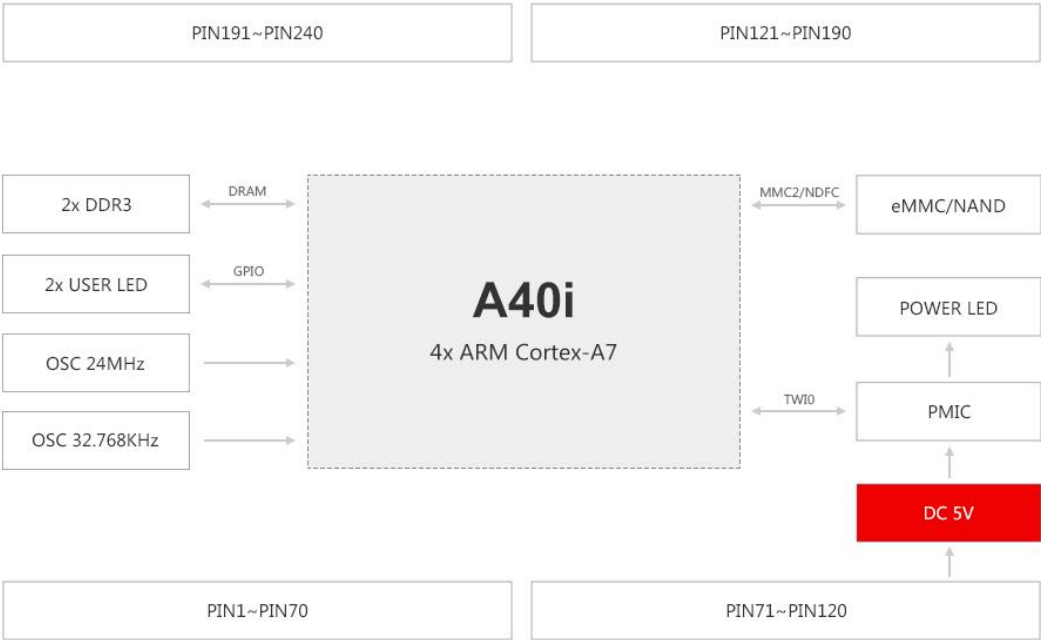 PIN191~PIN240
PIN121~PIN190
2x DDR3
DRAM
MMC2/NDFC
eMMC/NAND
2x USER LED
GPIO
A40i
4x ARM Cortex-A7
POWER LED
OSC 24MHz
OSC 32.768KHz
TWI0
PMIC
DC 5V
PIN1~PIN70
PIN71~PIN120